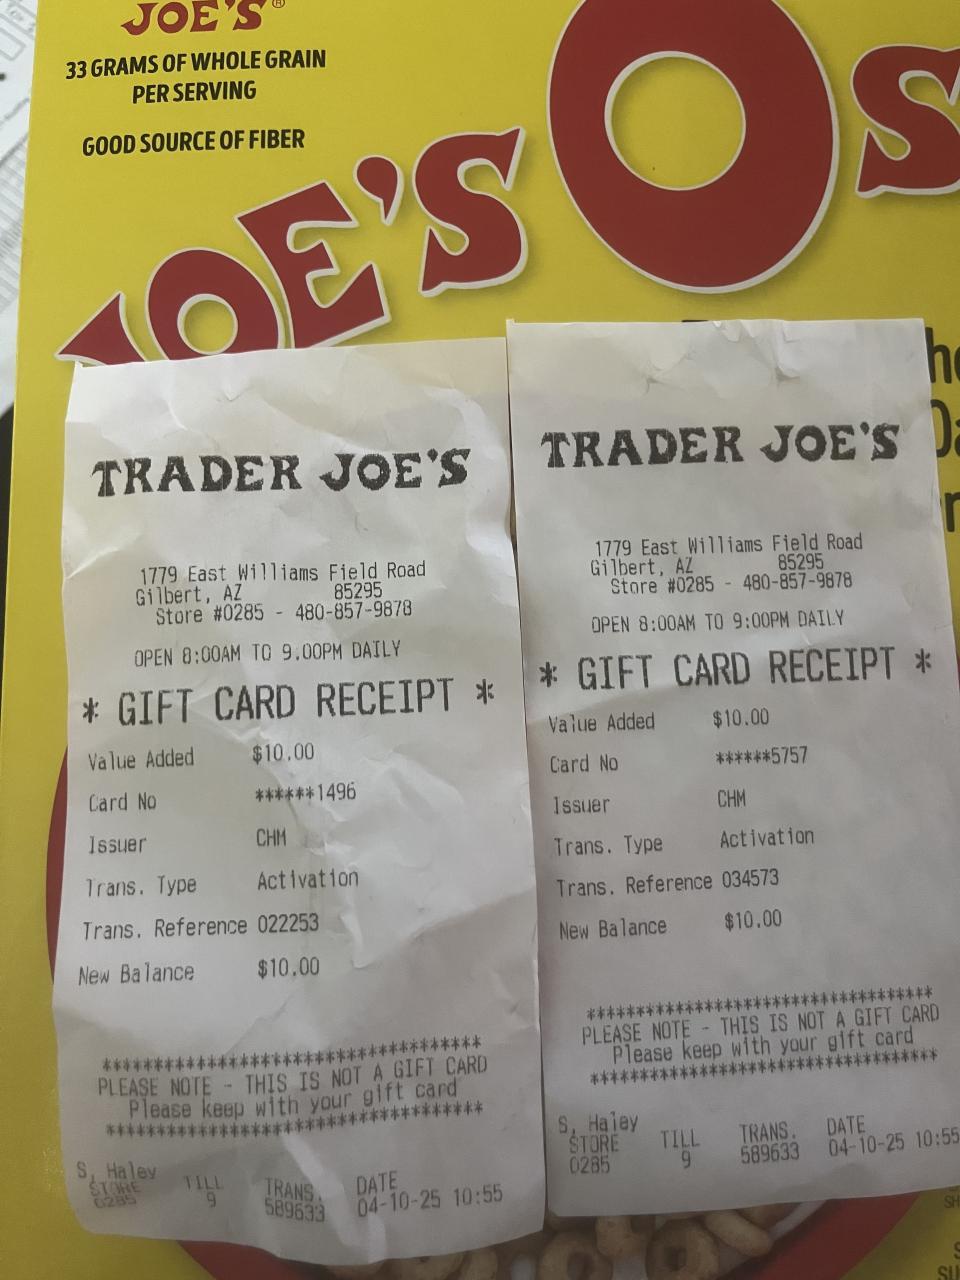 JOE'S®
33 GRAMS OF WHOLE GRAIN
PER SERVING
GOOD SOURCE OF FIBER
JOE'S Os
TRADER JOE'S
1779 East Williams Field Road
Gilbert, AZ 85295
Store #0285 - 480-857-9878
OPEN 8:00AM TO 9:00PM DAILY
* GIFT CARD RECEIPT *
Value Added $10.00
Card No ******1496
Issuer CHM
Trans. Type Activation
Trans. Reference 022253
New Balance $10.00
***********************************
PLEASE NOTE - THIS IS NOT A GIFT CARD
Please keep with your gift card
***********************************
S, Haley
STORE TILL TRANS. DATE
0285 9 589633 04-10-25 10:55
TRADER JOE'S
1779 East Williams Field Road
Gilbert, AZ 85295
Store #0285 - 480-857-9878
OPEN 8:00AM TO 9:00PM DAILY
* GIFT CARD RECEIPT *
Value Added $10.00
Card No ******5757
Issuer CHM
Trans. Type Activation
Trans. Reference 034573
New Balance $10.00
***********************************
PLEASE NOTE - THIS IS NOT A GIFT CARD
Please keep with your gift card
***********************************
S, Haley
STORE TILL TRANS. DATE
0285 9 589633 04-10-25 10:55